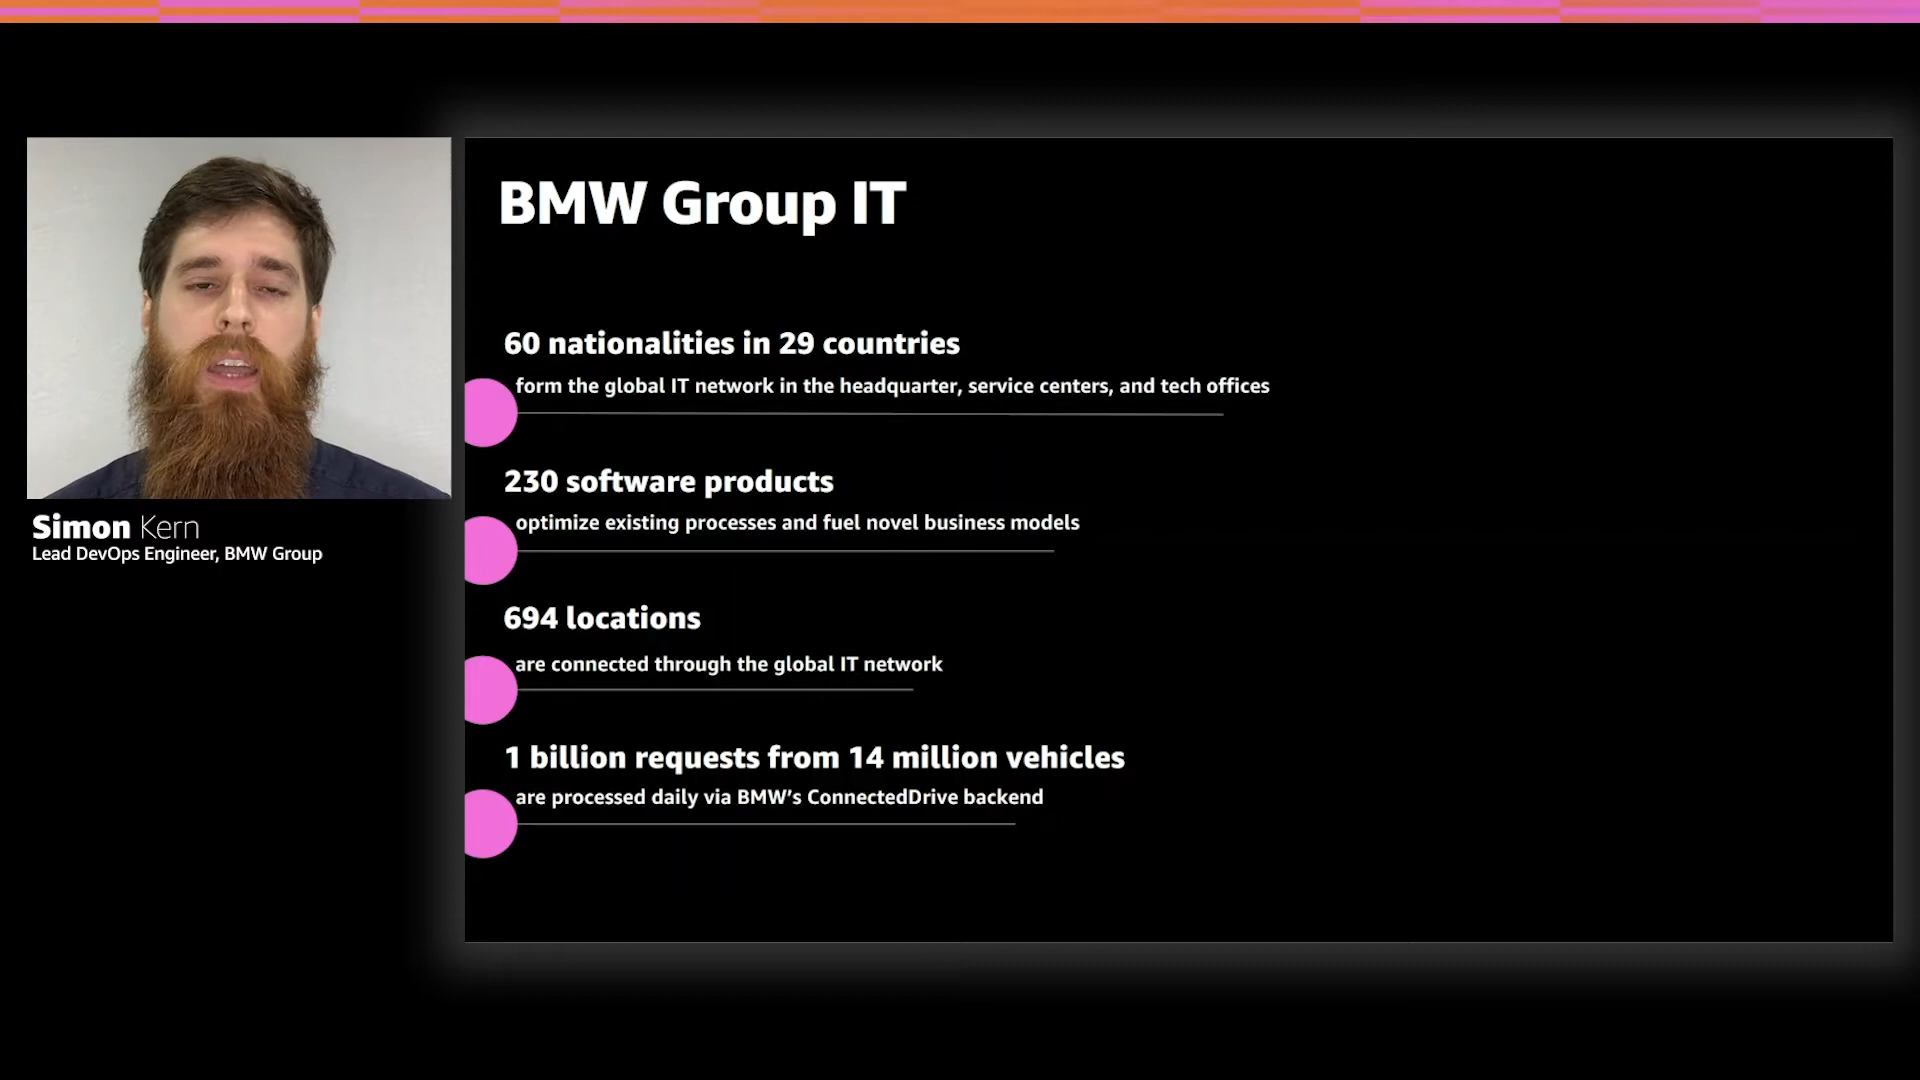 BMW Group IT
60 nationalities in 29 countries
form the global IT network in the headquarter, service centers, and tech offices
230 software products
optimize existing processes and fuel novel business models
694 locations
are connected through the global IT network
1 billion requests from 14 million vehicles
are processed daily via BMW’s ConnectedDrive backend
Simon Kern
Lead DevOps Engineer, BMW Group